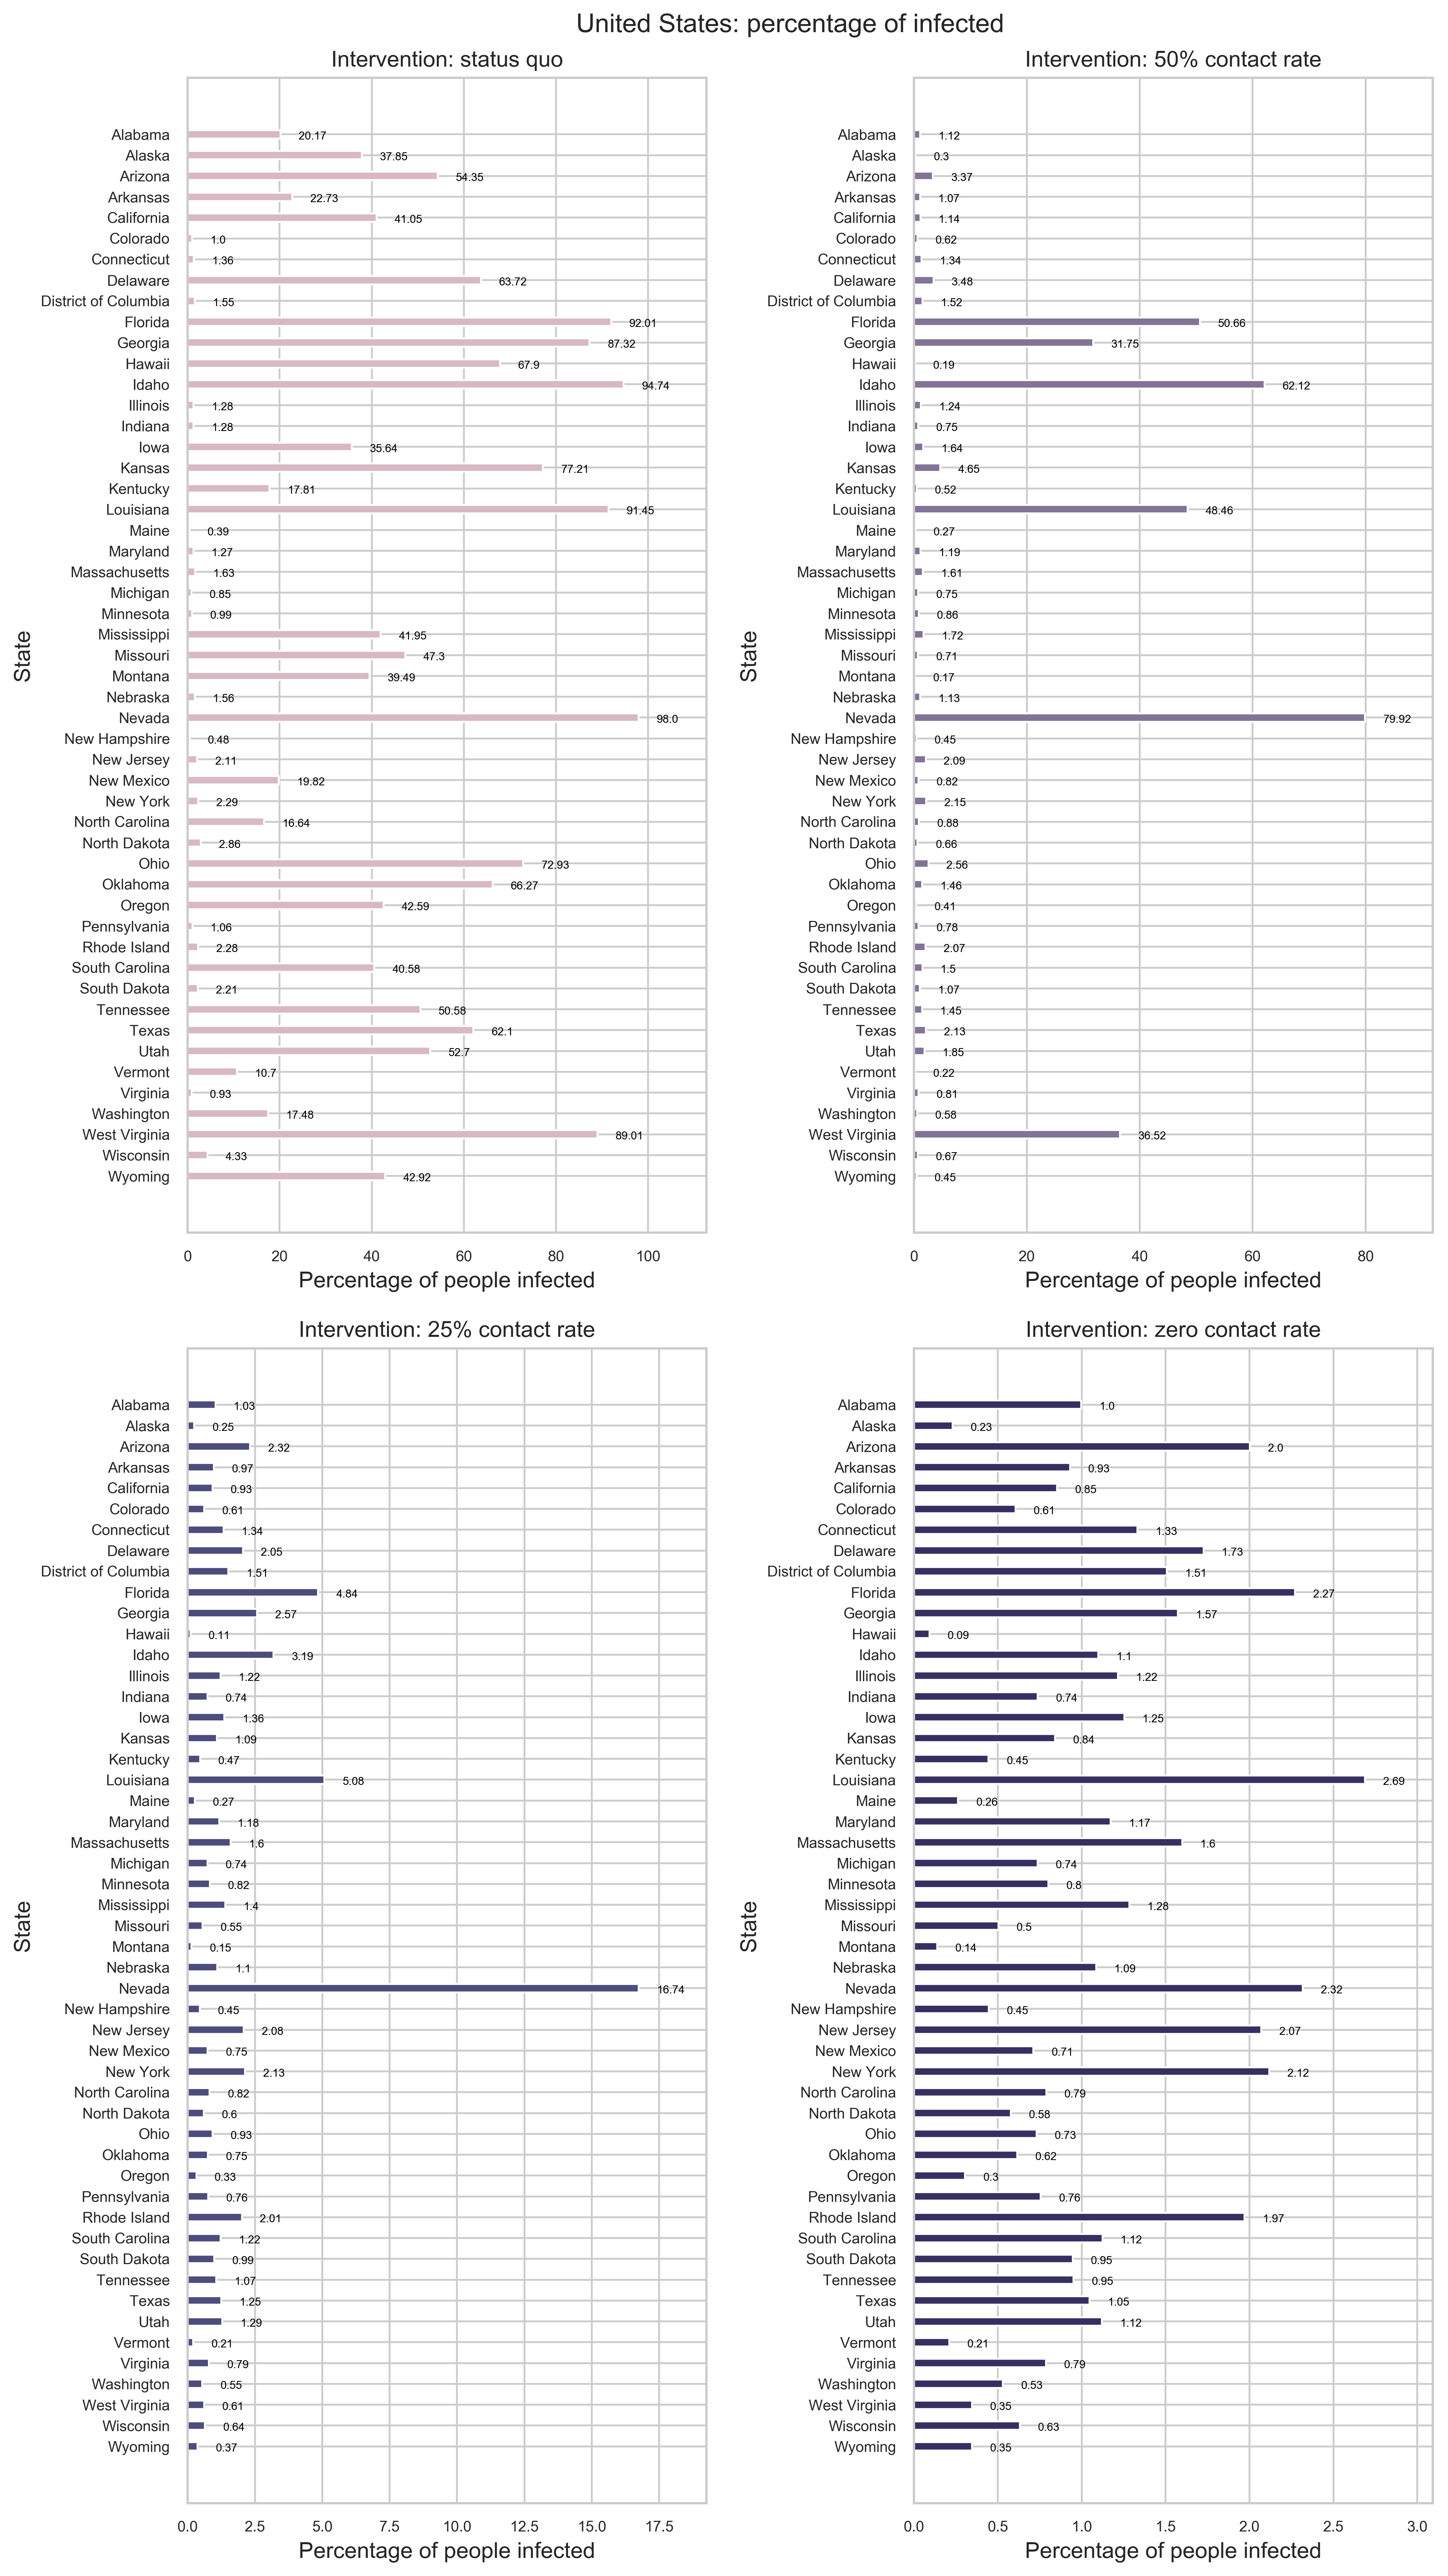 United States: percentage of infected
Intervention: status quo
Alabama 20.17
Alaska 37.85
Arizona 54.35
Arkansas 22.73
California 41.05
Colorado 1.0
Connecticut 1.36
Delaware 63.72
District of Columbia 1.55
Florida 92.01
Georgia 87.32
Hawaii 67.9
Idaho 94.74
Illinois 1.28
Indiana 1.28
Iowa 35.64
Kansas 77.21
Kentucky 17.81
Louisiana 91.45
Maine 0.39
Maryland 1.27
Massachusetts 1.63
Michigan 0.85
Minnesota 0.99
Mississippi 41.95
Missouri 47.3
Montana 39.49
Nebraska 1.56
Nevada 98.0
New Hampshire 0.48
New Jersey 2.11
New Mexico 19.82
New York 2.29
North Carolina 16.64
North Dakota 2.86
Ohio 72.93
Oklahoma 66.27
Oregon 42.59
Pennsylvania 1.06
Rhode Island 2.28
South Carolina 40.58
South Dakota 2.21
Tennessee 50.58
Texas 62.1
Utah 52.7
Vermont 10.7
Virginia 0.93
Washington 17.48
West Virginia 89.01
Wisconsin 4.33
Wyoming 42.92
State
0 20 40 60 80 100
Percentage of people infected
Intervention: 50% contact rate
Alabama 1.12
Alaska 0.3
Arizona 3.37
Arkansas 1.07
California 1.14
Colorado 0.62
Connecticut 1.34
Delaware 3.48
District of Columbia 1.52
Florida 50.66
Georgia 31.75
Hawaii 0.19
Idaho 62.12
Illinois 1.24
Indiana 0.75
Iowa 1.64
Kansas 4.65
Kentucky 0.52
Louisiana 48.46
Maine 0.27
Maryland 1.19
Massachusetts 1.61
Michigan 0.75
Minnesota 0.86
Mississippi 1.72
Missouri 0.71
Montana 0.17
Nebraska 1.13
Nevada 79.92
New Hampshire 0.45
New Jersey 2.09
New Mexico 0.82
New York 2.15
North Carolina 0.88
North Dakota 0.66
Ohio 2.56
Oklahoma 1.46
Oregon 0.41
Pennsylvania 0.78
Rhode Island 2.07
South Carolina 1.5
South Dakota 1.07
Tennessee 1.45
Texas 2.13
Utah 1.85
Vermont 0.22
Virginia 0.81
Washington 0.58
West Virginia 36.52
Wisconsin 0.67
Wyoming 0.45
State
0 20 40 60 80
Percentage of people infected
Intervention: 25% contact rate
Alabama 1.03
Alaska 0.25
Arizona 2.32
Arkansas 0.97
California 0.93
Colorado 0.61
Connecticut 1.34
Delaware 2.05
District of Columbia 1.51
Florida 4.84
Georgia 2.57
Hawaii 0.11
Idaho 3.19
Illinois 1.22
Indiana 0.74
Iowa 1.36
Kansas 1.09
Kentucky 0.47
Louisiana 5.08
Maine 0.27
Maryland 1.18
Massachusetts 1.6
Michigan 0.74
Minnesota 0.82
Mississippi 1.4
Missouri 0.55
Montana 0.15
Nebraska 1.1
Nevada 16.74
New Hampshire 0.45
New Jersey 2.08
New Mexico 0.75
New York 2.13
North Carolina 0.82
North Dakota 0.6
Ohio 0.93
Oklahoma 0.75
Oregon 0.33
Pennsylvania 0.76
Rhode Island 2.01
South Carolina 1.22
South Dakota 0.99
Tennessee 1.07
Texas 1.25
Utah 1.29
Vermont 0.21
Virginia 0.79
Washington 0.55
West Virginia 0.61
Wisconsin 0.64
Wyoming 0.37
State
0.0 2.5 5.0 7.5 10.0 12.5 15.0 17.5
Percentage of people infected
Intervention: zero contact rate
Alabama 1.0
Alaska 0.23
Arizona 2.0
Arkansas 0.93
California 0.85
Colorado 0.61
Connecticut 1.33
Delaware 1.73
District of Columbia 1.51
Florida 2.27
Georgia 1.57
Hawaii 0.09
Idaho 1.1
Illinois 1.22
Indiana 0.74
Iowa 1.25
Kansas 0.84
Kentucky 0.45
Louisiana 2.69
Maine 0.26
Maryland 1.17
Massachusetts 1.6
Michigan 0.74
Minnesota 0.8
Mississippi 1.28
Missouri 0.5
Montana 0.14
Nebraska 1.09
Nevada 2.32
New Hampshire 0.45
New Jersey 2.07
New Mexico 0.71
New York 2.12
North Carolina 0.79
North Dakota 0.58
Ohio 0.73
Oklahoma 0.62
Oregon 0.3
Pennsylvania 0.76
Rhode Island 1.97
South Carolina 1.12
South Dakota 0.95
Tennessee 0.95
Texas 1.05
Utah 1.12
Vermont 0.21
Virginia 0.79
Washington 0.53
West Virginia 0.35
Wisconsin 0.63
Wyoming 0.35
State
0.0 0.5 1.0 1.5 2.0 2.5 3.0
Percentage of people infected